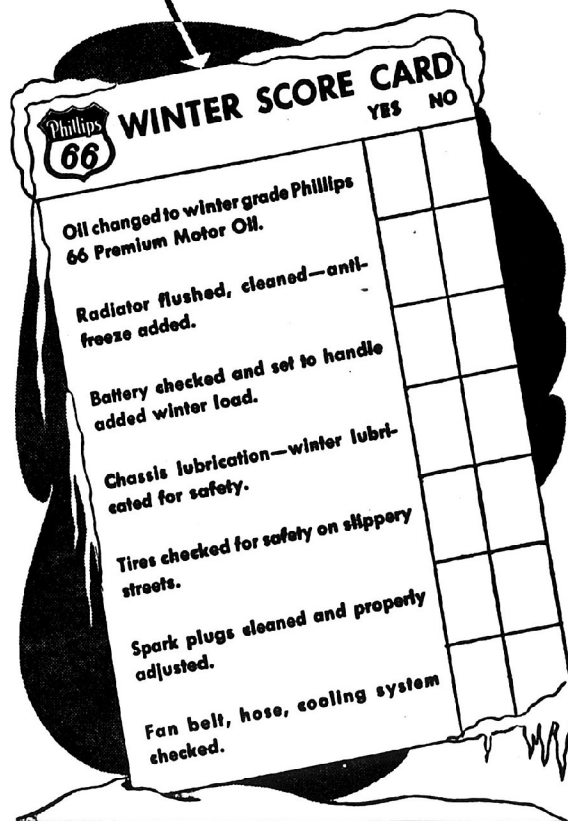 Phillips
66
WINTER SCORE CARD
YES NO
Oil changed to winter grade Phillips
66 Premium Motor Oil.
Radiator flushed, cleaned—anti-
freeze added.
Battery checked and set to handle
added winter load.
Chassis lubrication—winter lubri-
cated for safety.
Tires checked for safety on slippery
streets.
Spark plugs cleaned and properly
adjusted.
Fan belt, hose, cooling system
checked.